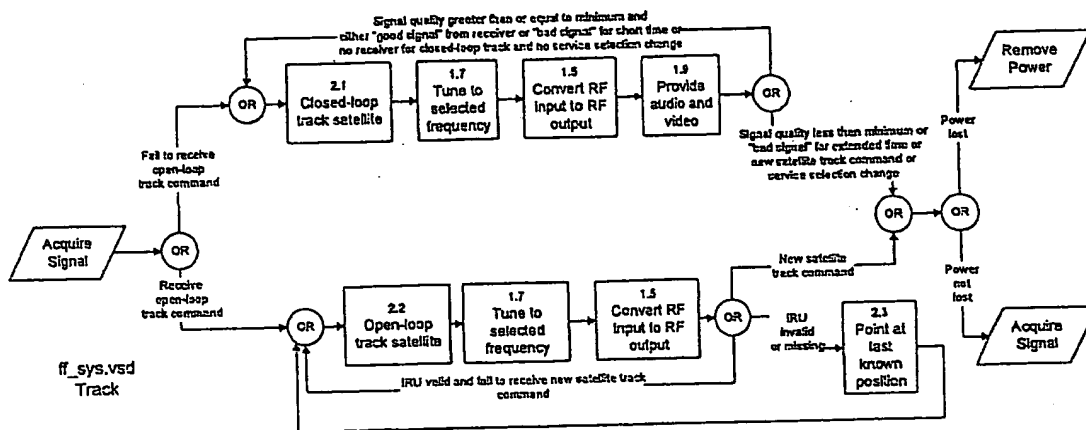 Signal quality greater than or equal to minimum and
either "good signal" from receiver or "bad signal" for short time or
no receiver for closed-loop track and no service selection change
OR
2.1
Closed-loop
track satellite
1.7
Tune to
selected
frequency
1.5
Convert RF
Input to RF
output
1.9
Provide
audio and
video
OR
Remove
Power
Signal quality less than minimum or
"bad signal" for extended time or
new satellite track command or
service selection change
Power
lost
Fail to receive
open-loop
track command
Acquire
Signal
OR
Receive
open-loop
track command
OR
OR
New satellite
track command
Power
not
lost
OR
2.2
Open-loop
track satellite
1.7
Tune to
selected
frequency
1.5
Convert RF
Input to RF
output
OR
IRU
invalid
or missing
2.3
Point at
last
known
position
Acquire
Signal
IRU valid and fail to receive new satellite track
command
ff_sys.vsd
Track